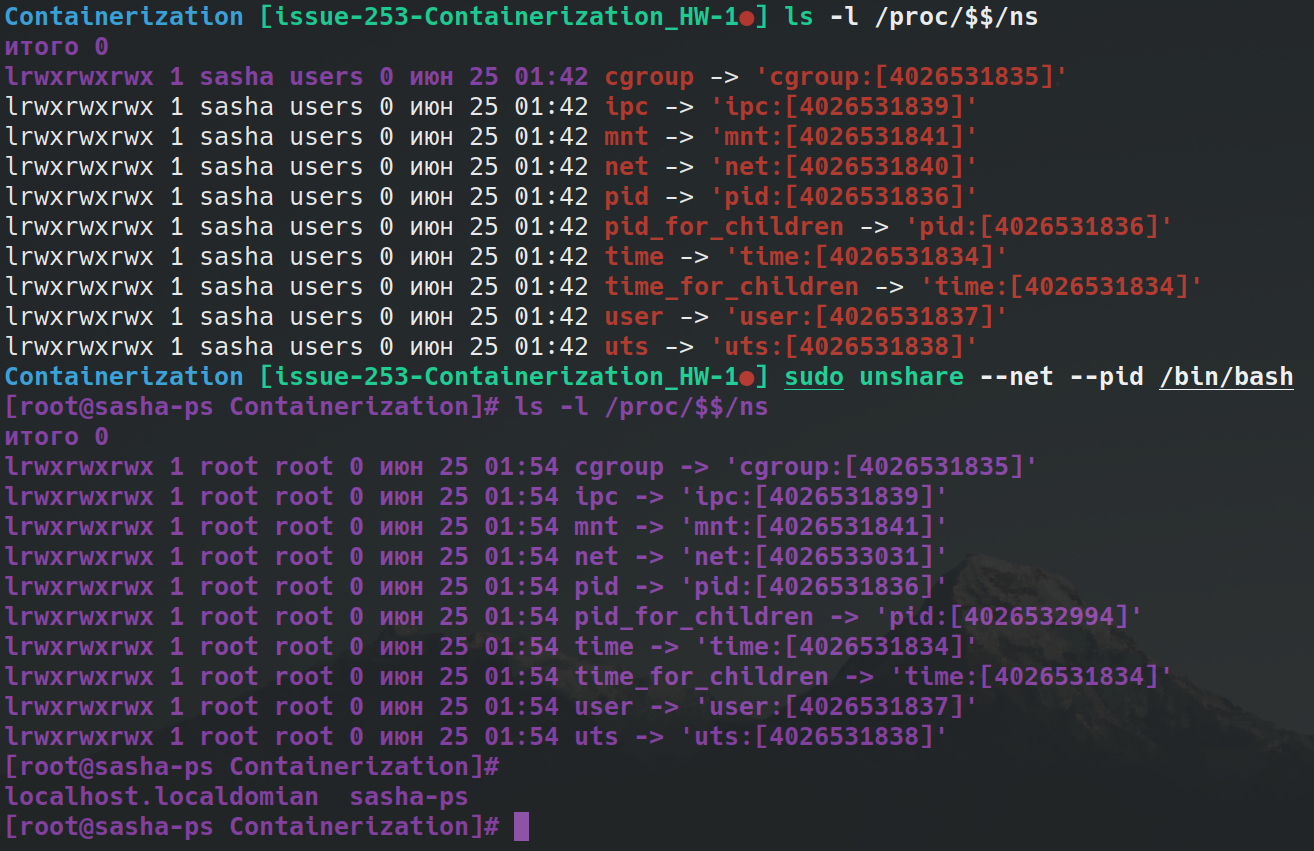 Containerization [issue-253-Containerization_HW-1●] ls -l /proc/$$/ns
итого 0
lrwxrwxrwx 1 sasha users 0 июн 25 01:42 cgroup -> 'cgroup:[4026531835]'
lrwxrwxrwx 1 sasha users 0 июн 25 01:42 ipc -> 'ipc:[4026531839]'
lrwxrwxrwx 1 sasha users 0 июн 25 01:42 mnt -> 'mnt:[4026531841]'
lrwxrwxrwx 1 sasha users 0 июн 25 01:42 net -> 'net:[4026531840]'
lrwxrwxrwx 1 sasha users 0 июн 25 01:42 pid -> 'pid:[4026531836]'
lrwxrwxrwx 1 sasha users 0 июн 25 01:42 pid_for_children -> 'pid:[4026531836]'
lrwxrwxrwx 1 sasha users 0 июн 25 01:42 time -> 'time:[4026531834]'
lrwxrwxrwx 1 sasha users 0 июн 25 01:42 time_for_children -> 'time:[4026531834]'
lrwxrwxrwx 1 sasha users 0 июн 25 01:42 user -> 'user:[4026531837]'
lrwxrwxrwx 1 sasha users 0 июн 25 01:42 uts -> 'uts:[4026531838]'
Containerization [issue-253-Containerization_HW-1●] sudo unshare --net --pid /bin/bash
[root@sasha-ps Containerization]# ls -l /proc/$$/ns
итого 0
lrwxrwxrwx 1 root root 0 июн 25 01:54 cgroup -> 'cgroup:[4026531835]'
lrwxrwxrwx 1 root root 0 июн 25 01:54 ipc -> 'ipc:[4026531839]'
lrwxrwxrwx 1 root root 0 июн 25 01:54 mnt -> 'mnt:[4026531841]'
lrwxrwxrwx 1 root root 0 июн 25 01:54 net -> 'net:[4026533031]'
lrwxrwxrwx 1 root root 0 июн 25 01:54 pid -> 'pid:[4026531836]'
lrwxrwxrwx 1 root root 0 июн 25 01:54 pid_for_children -> 'pid:[4026532994]'
lrwxrwxrwx 1 root root 0 июн 25 01:54 time -> 'time:[4026531834]'
lrwxrwxrwx 1 root root 0 июн 25 01:54 time_for_children -> 'time:[4026531834]'
lrwxrwxrwx 1 root root 0 июн 25 01:54 user -> 'user:[4026531837]'
lrwxrwxrwx 1 root root 0 июн 25 01:54 uts -> 'uts:[4026531838]'
[root@sasha-ps Containerization]#
localhost.localdomian  sasha-ps
[root@sasha-ps Containerization]#